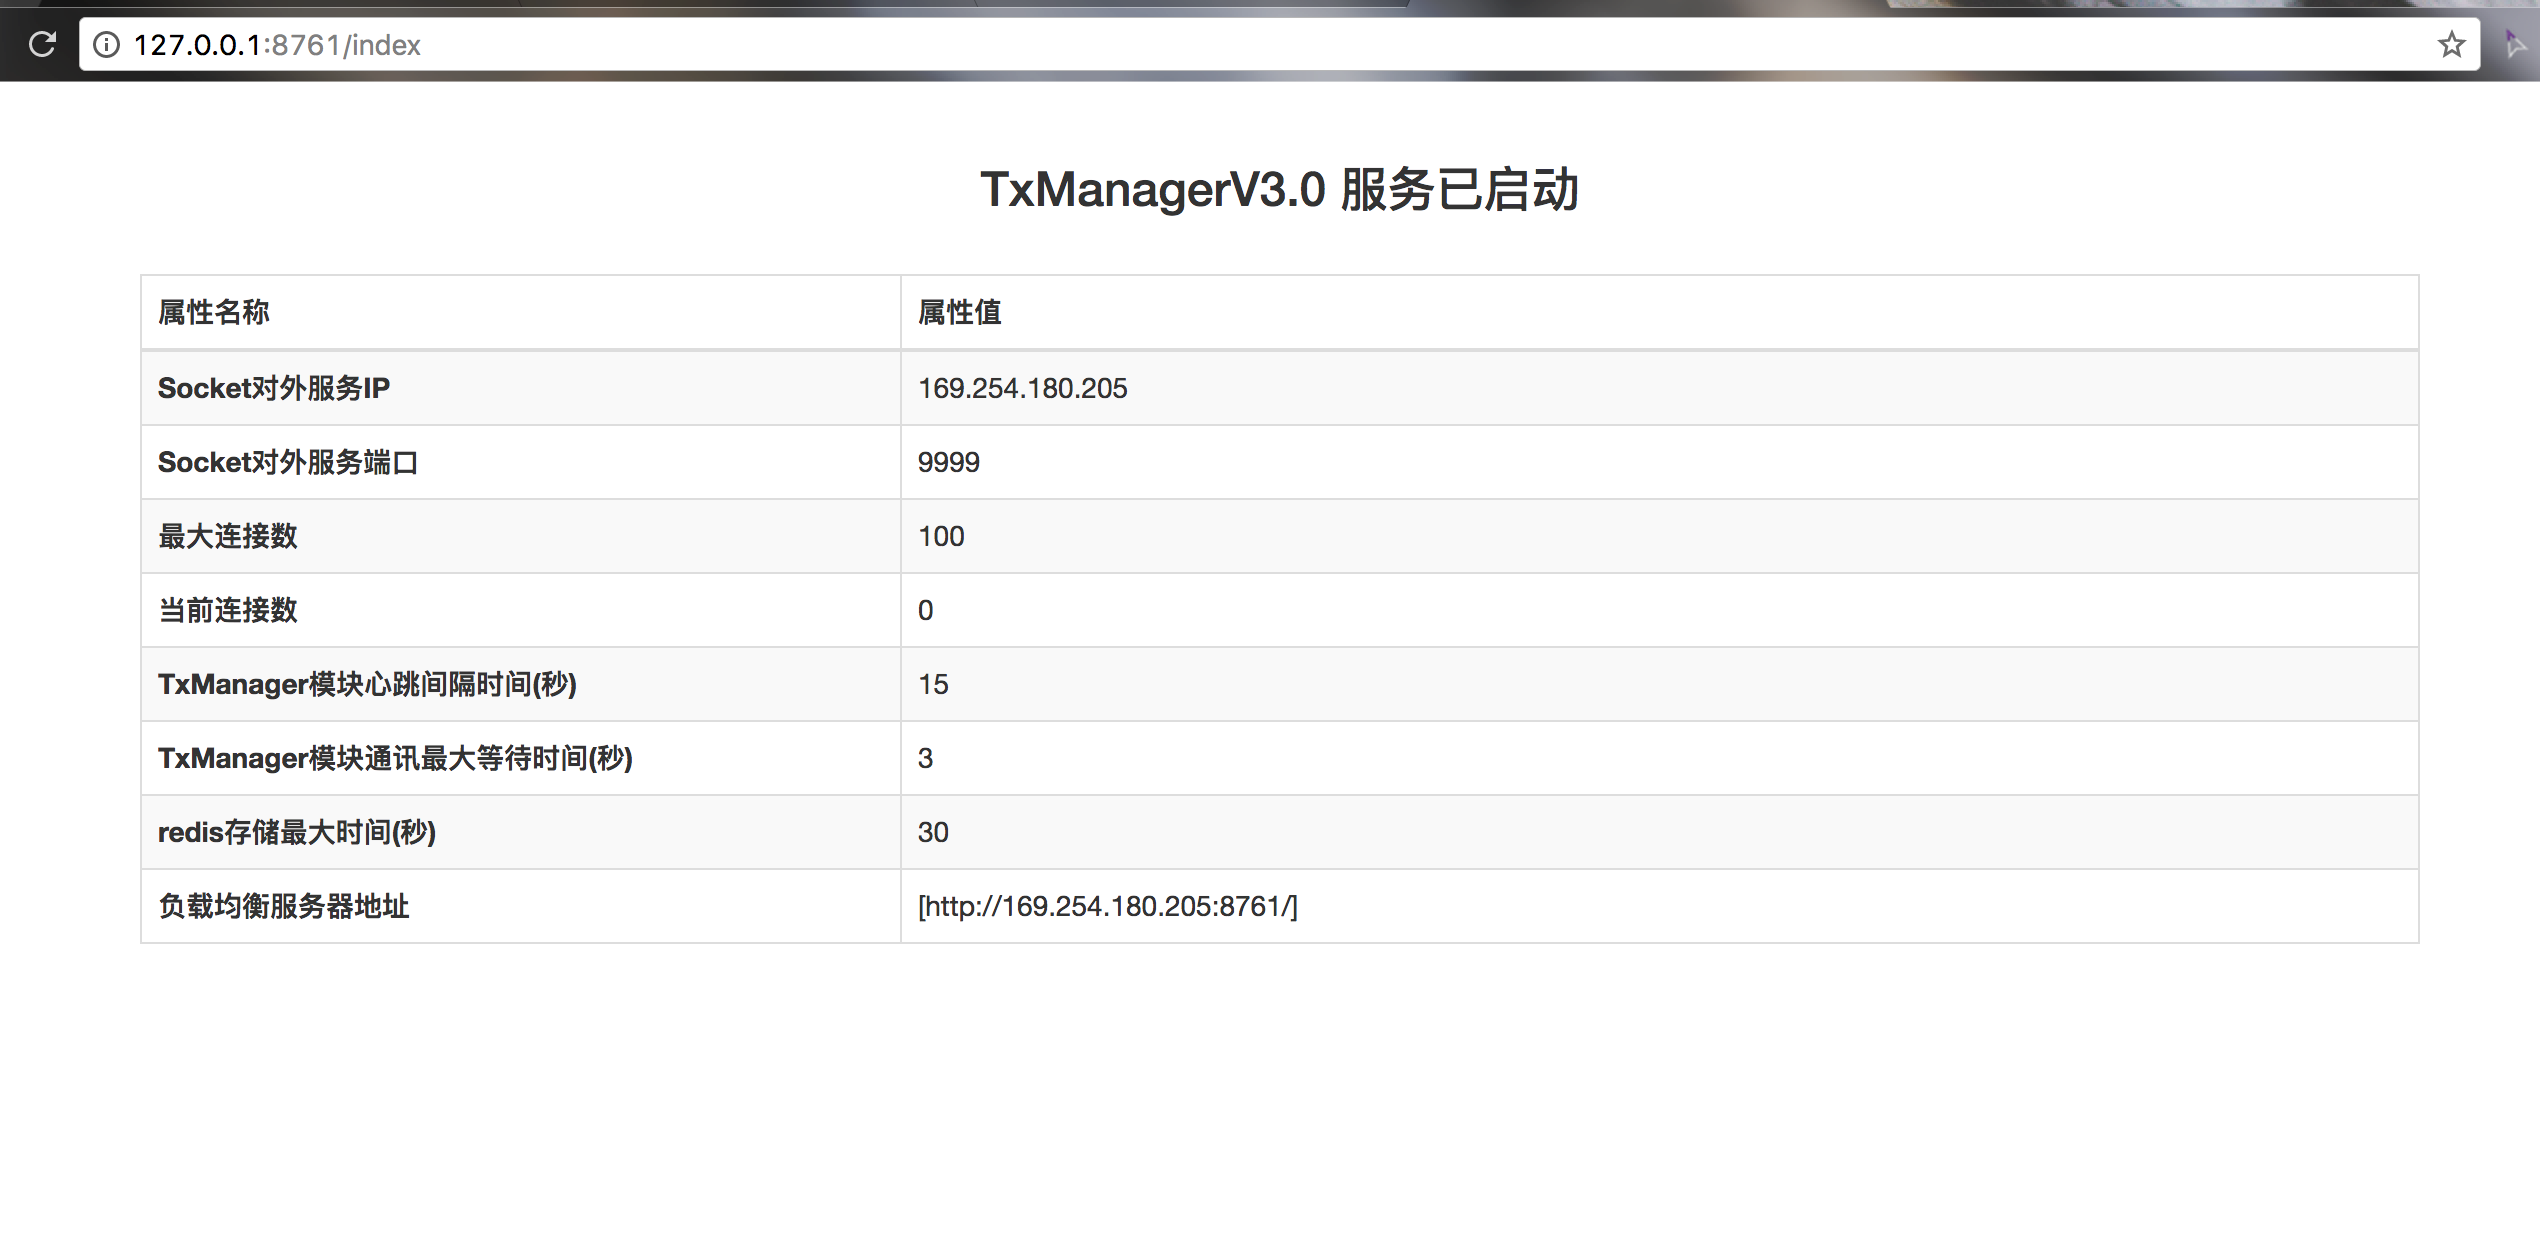 127.0.0.1:8761/index
TxManagerV3.0 服务已启动
属性名称 属性值
Socket对外服务IP 169.254.180.205
Socket对外服务端口 9999
最大连接数 100
当前连接数 0
TxManager模块心跳间隔时间(秒) 15
TxManager模块通讯最大等待时间(秒) 3
redis存储最大时间(秒) 30
负载均衡服务器地址 [http://169.254.180.205:8761/]